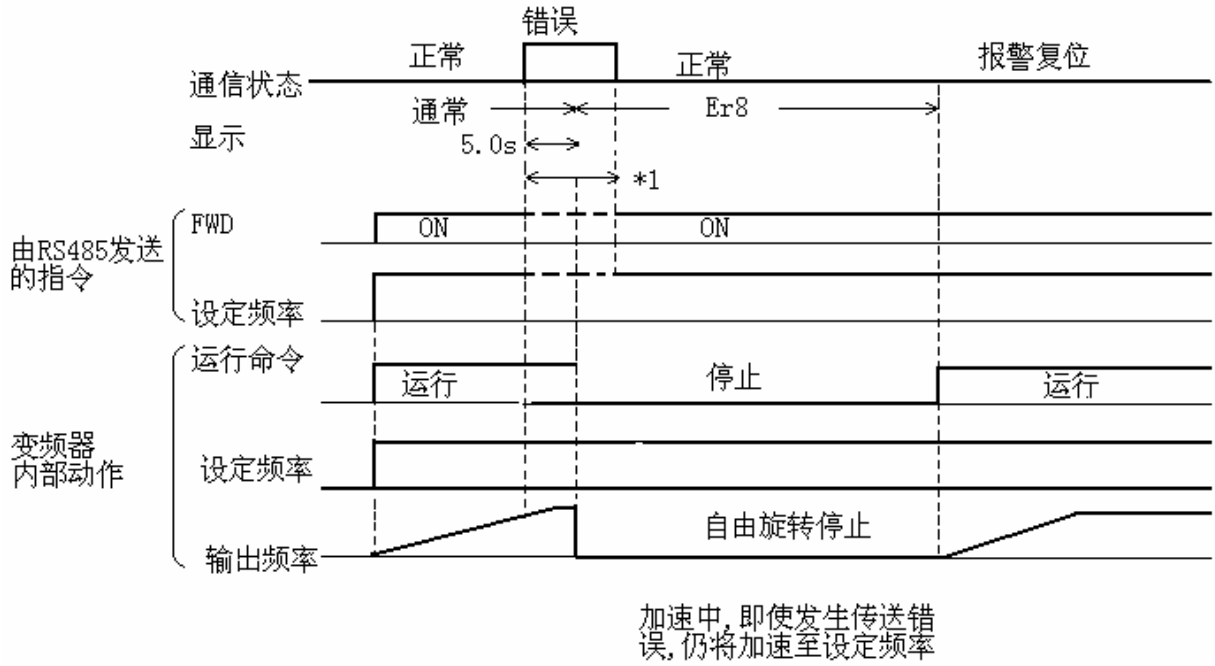 错误
正常
正常
报警复位
通信状态
通常
Er8
显示
5.0s
*1
FWD
ON
ON
由RS485发送
的指令
设定频率
运行命令
运行
停止
运行
变频器
内部动作
设定频率
自由旋转停止
输出频率
加速中,即使发生传送错
误,仍将加速至设定频率